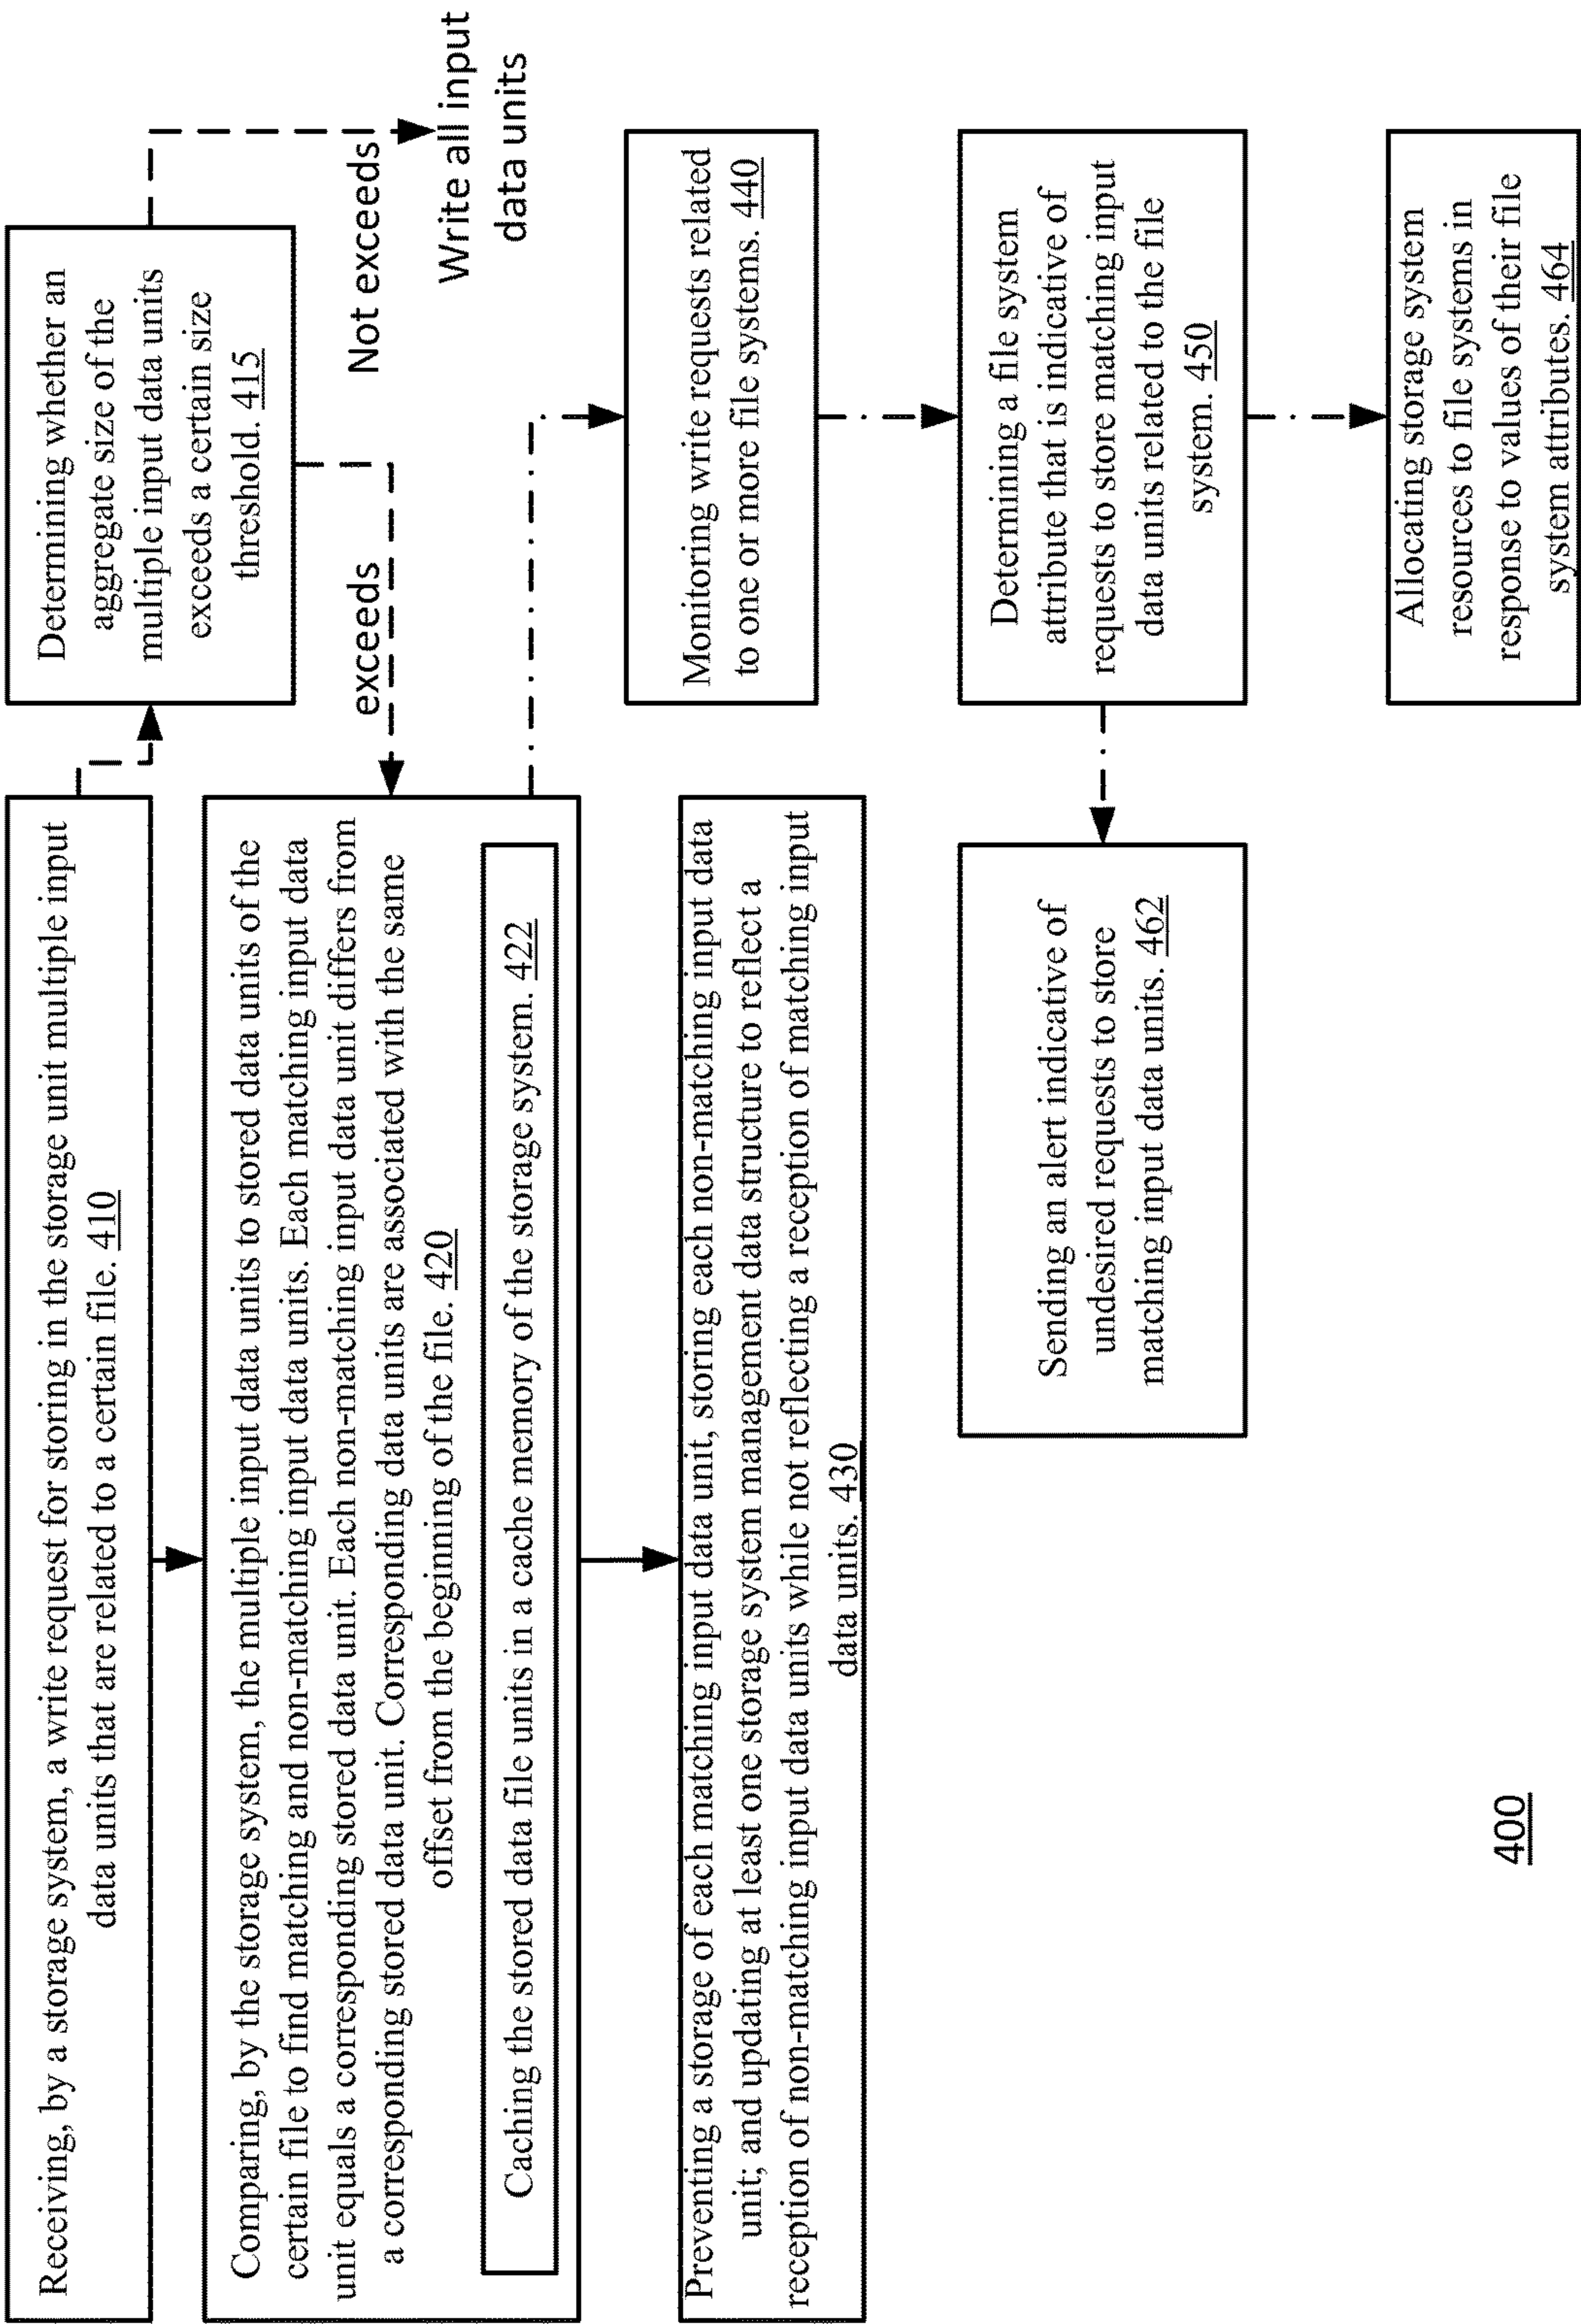 Receiving, by a storage system, a write request for storing in the storage unit multiple input
data units that are related to a certain file. 410
Determining whether an
aggregate size of the
multiple input data units
exceeds a certain size
threshold. 415
exceeds
Not exceeds
Write all input
data units
Comparing, by the storage system, the multiple input data units to stored data units of the
certain file to find matching and non-matching input data units. Each matching input data
unit equals a corresponding stored data unit. Each non-matching input data unit differs from
a corresponding stored data unit. Corresponding data units are associated with the same
offset from the beginning of the file. 420
Caching the stored data file units in a cache memory of the storage system. 422
Preventing a storage of each matching input data unit, storing each non-matching input data
unit; and updating at least one storage system management data structure to reflect a
reception of non-matching input data units while not reflecting a reception of matching input
data units. 430
Monitoring write requests related
to one or more file systems. 440
Determining a file system
attribute that is indicative of
requests to store matching input
data units related to the file
system. 450
Sending an alert indicative of
undesired requests to store
matching input data units. 462
Allocating storage system
resources to file systems in
response to values of their file
system attributes. 464
400